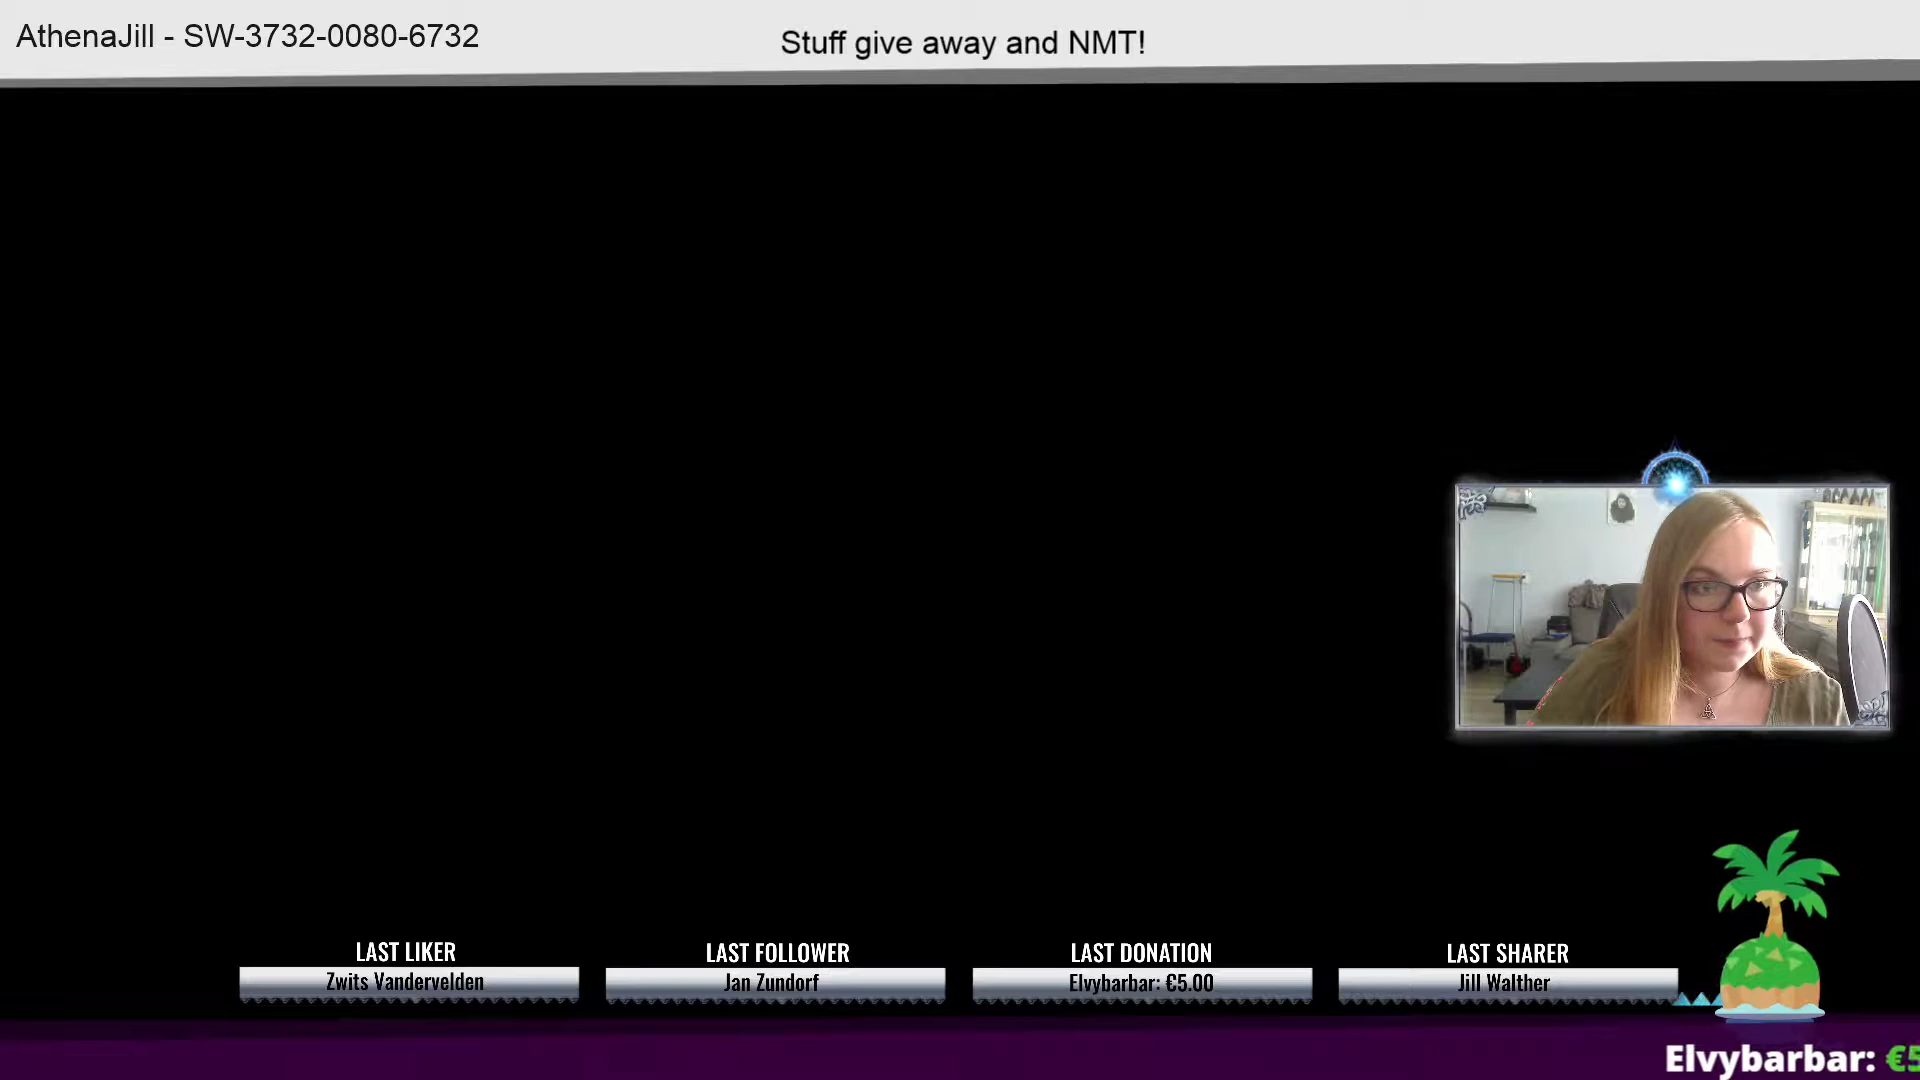 AthenaJill - SW-3732-0080-6732
Stuff give away and NMT!
LAST LIKER
Zwits Vandervelden
LAST FOLLOWER
Jan Zundorf
LAST DONATION
Elvybarbar: €5.00
LAST SHARER
Jill Walther
Elvybarbar: €5